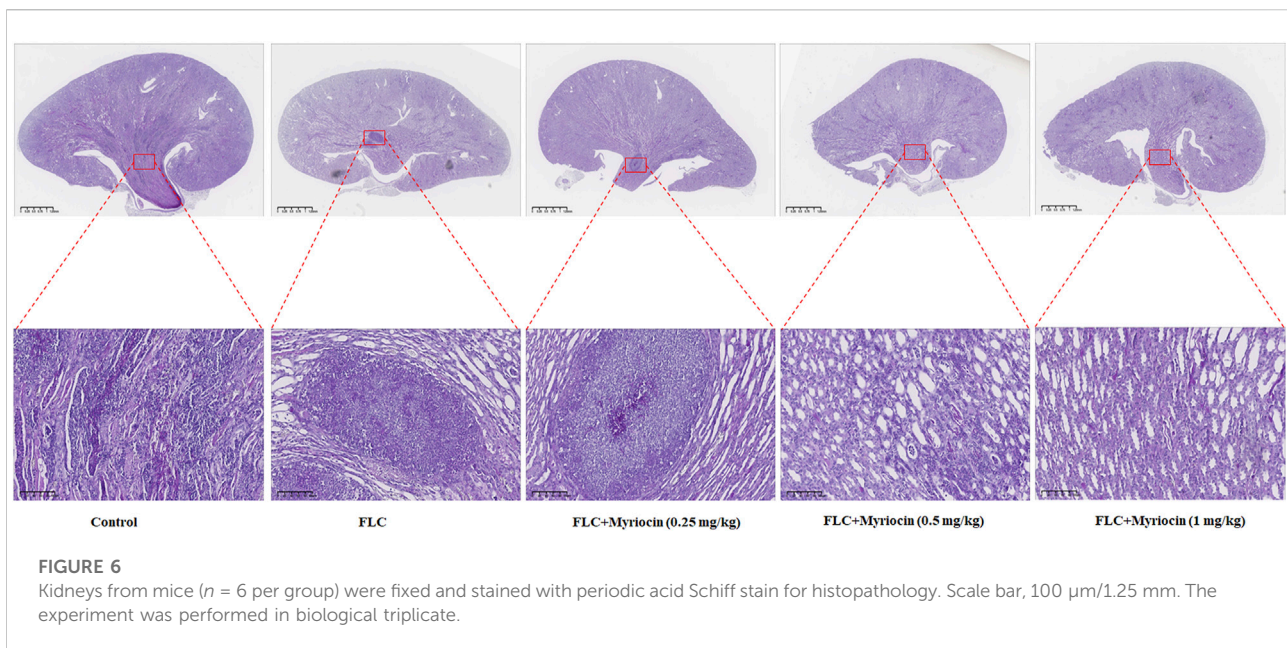 Control
FLC
FLC+Myriocin (0.25 mg/kg)
FLC+Myriocin (0.5 mg/kg)
FLC+Myriocin (1 mg/kg)
FIGURE 6
Kidneys from mice (n = 6 per group) were fixed and stained with periodic acid Schiff stain for histopathology. Scale bar, 100 µm/1.25 mm. The
experiment was performed in biological triplicate.